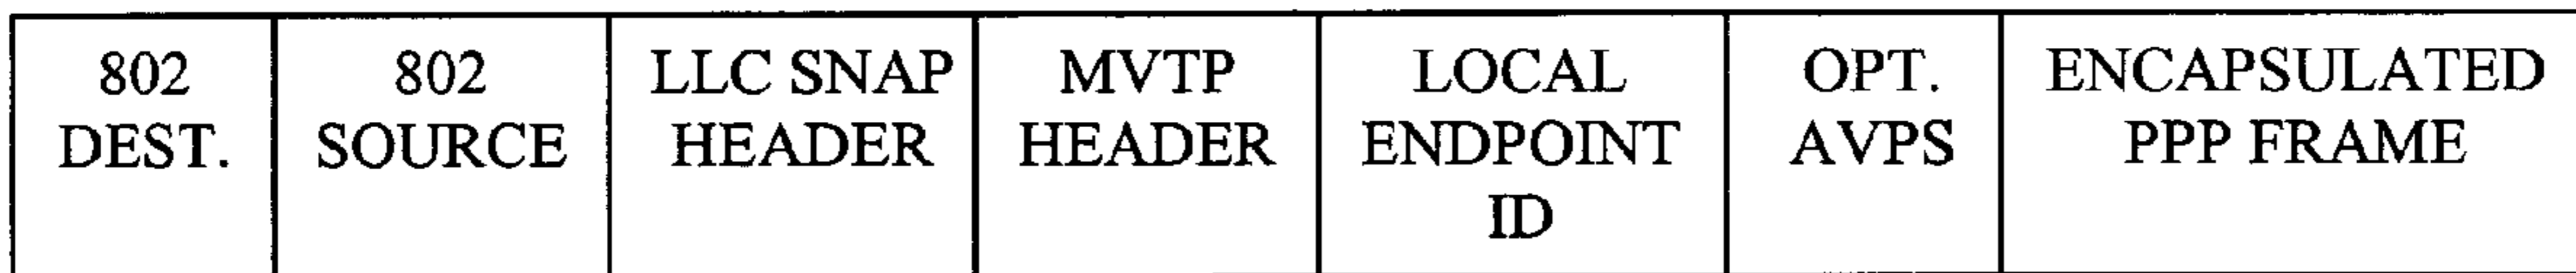 802
DEST.
802
SOURCE
LLC SNAP
HEADER
MVTP
HEADER
LOCAL
ENDPOINT
ID
OPT.
AVPS
ENCAPSULATED
PPP FRAME